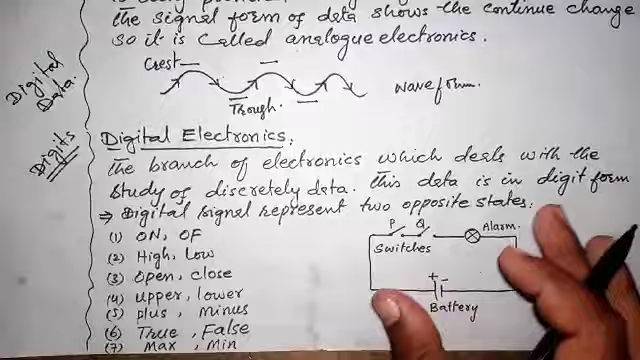 the signal form of data shows the continue change
so it is called analogue electronics.
Crest
Through.
waveform.
Digital
Data.
Digits
Digital Electronics.
The branch of electronics which deals with the
study of discretely data. This data is in digit form
⇒ Digital signal represent two opposite states.
(1) ON, OF
(2) High, Low
(3) Open, close
(4) upper, lower
(5) plus, minus
(6) True, False
(7) Max, Min
P Q Alarm.
Switches
+ -
Battery